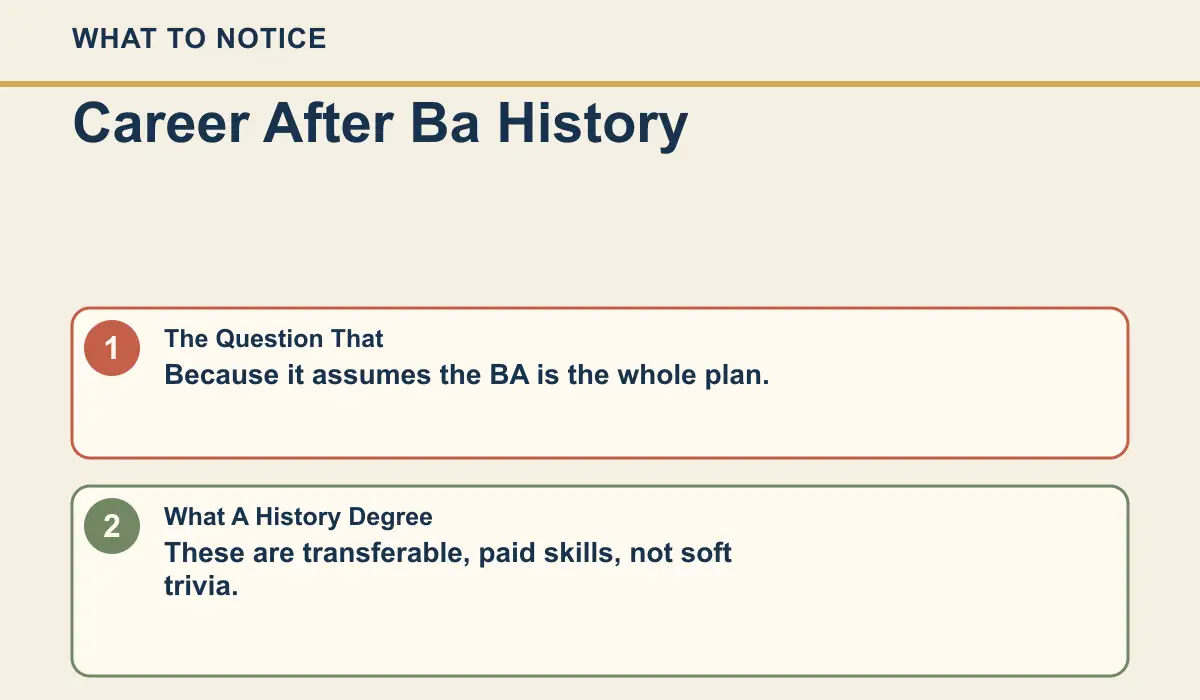 WHAT TO NOTICE
Career After Ba History
1
The Question That
Because it assumes the BA is the whole plan.
2
What A History Degree
These are transferable, paid skills, not soft
trivia.